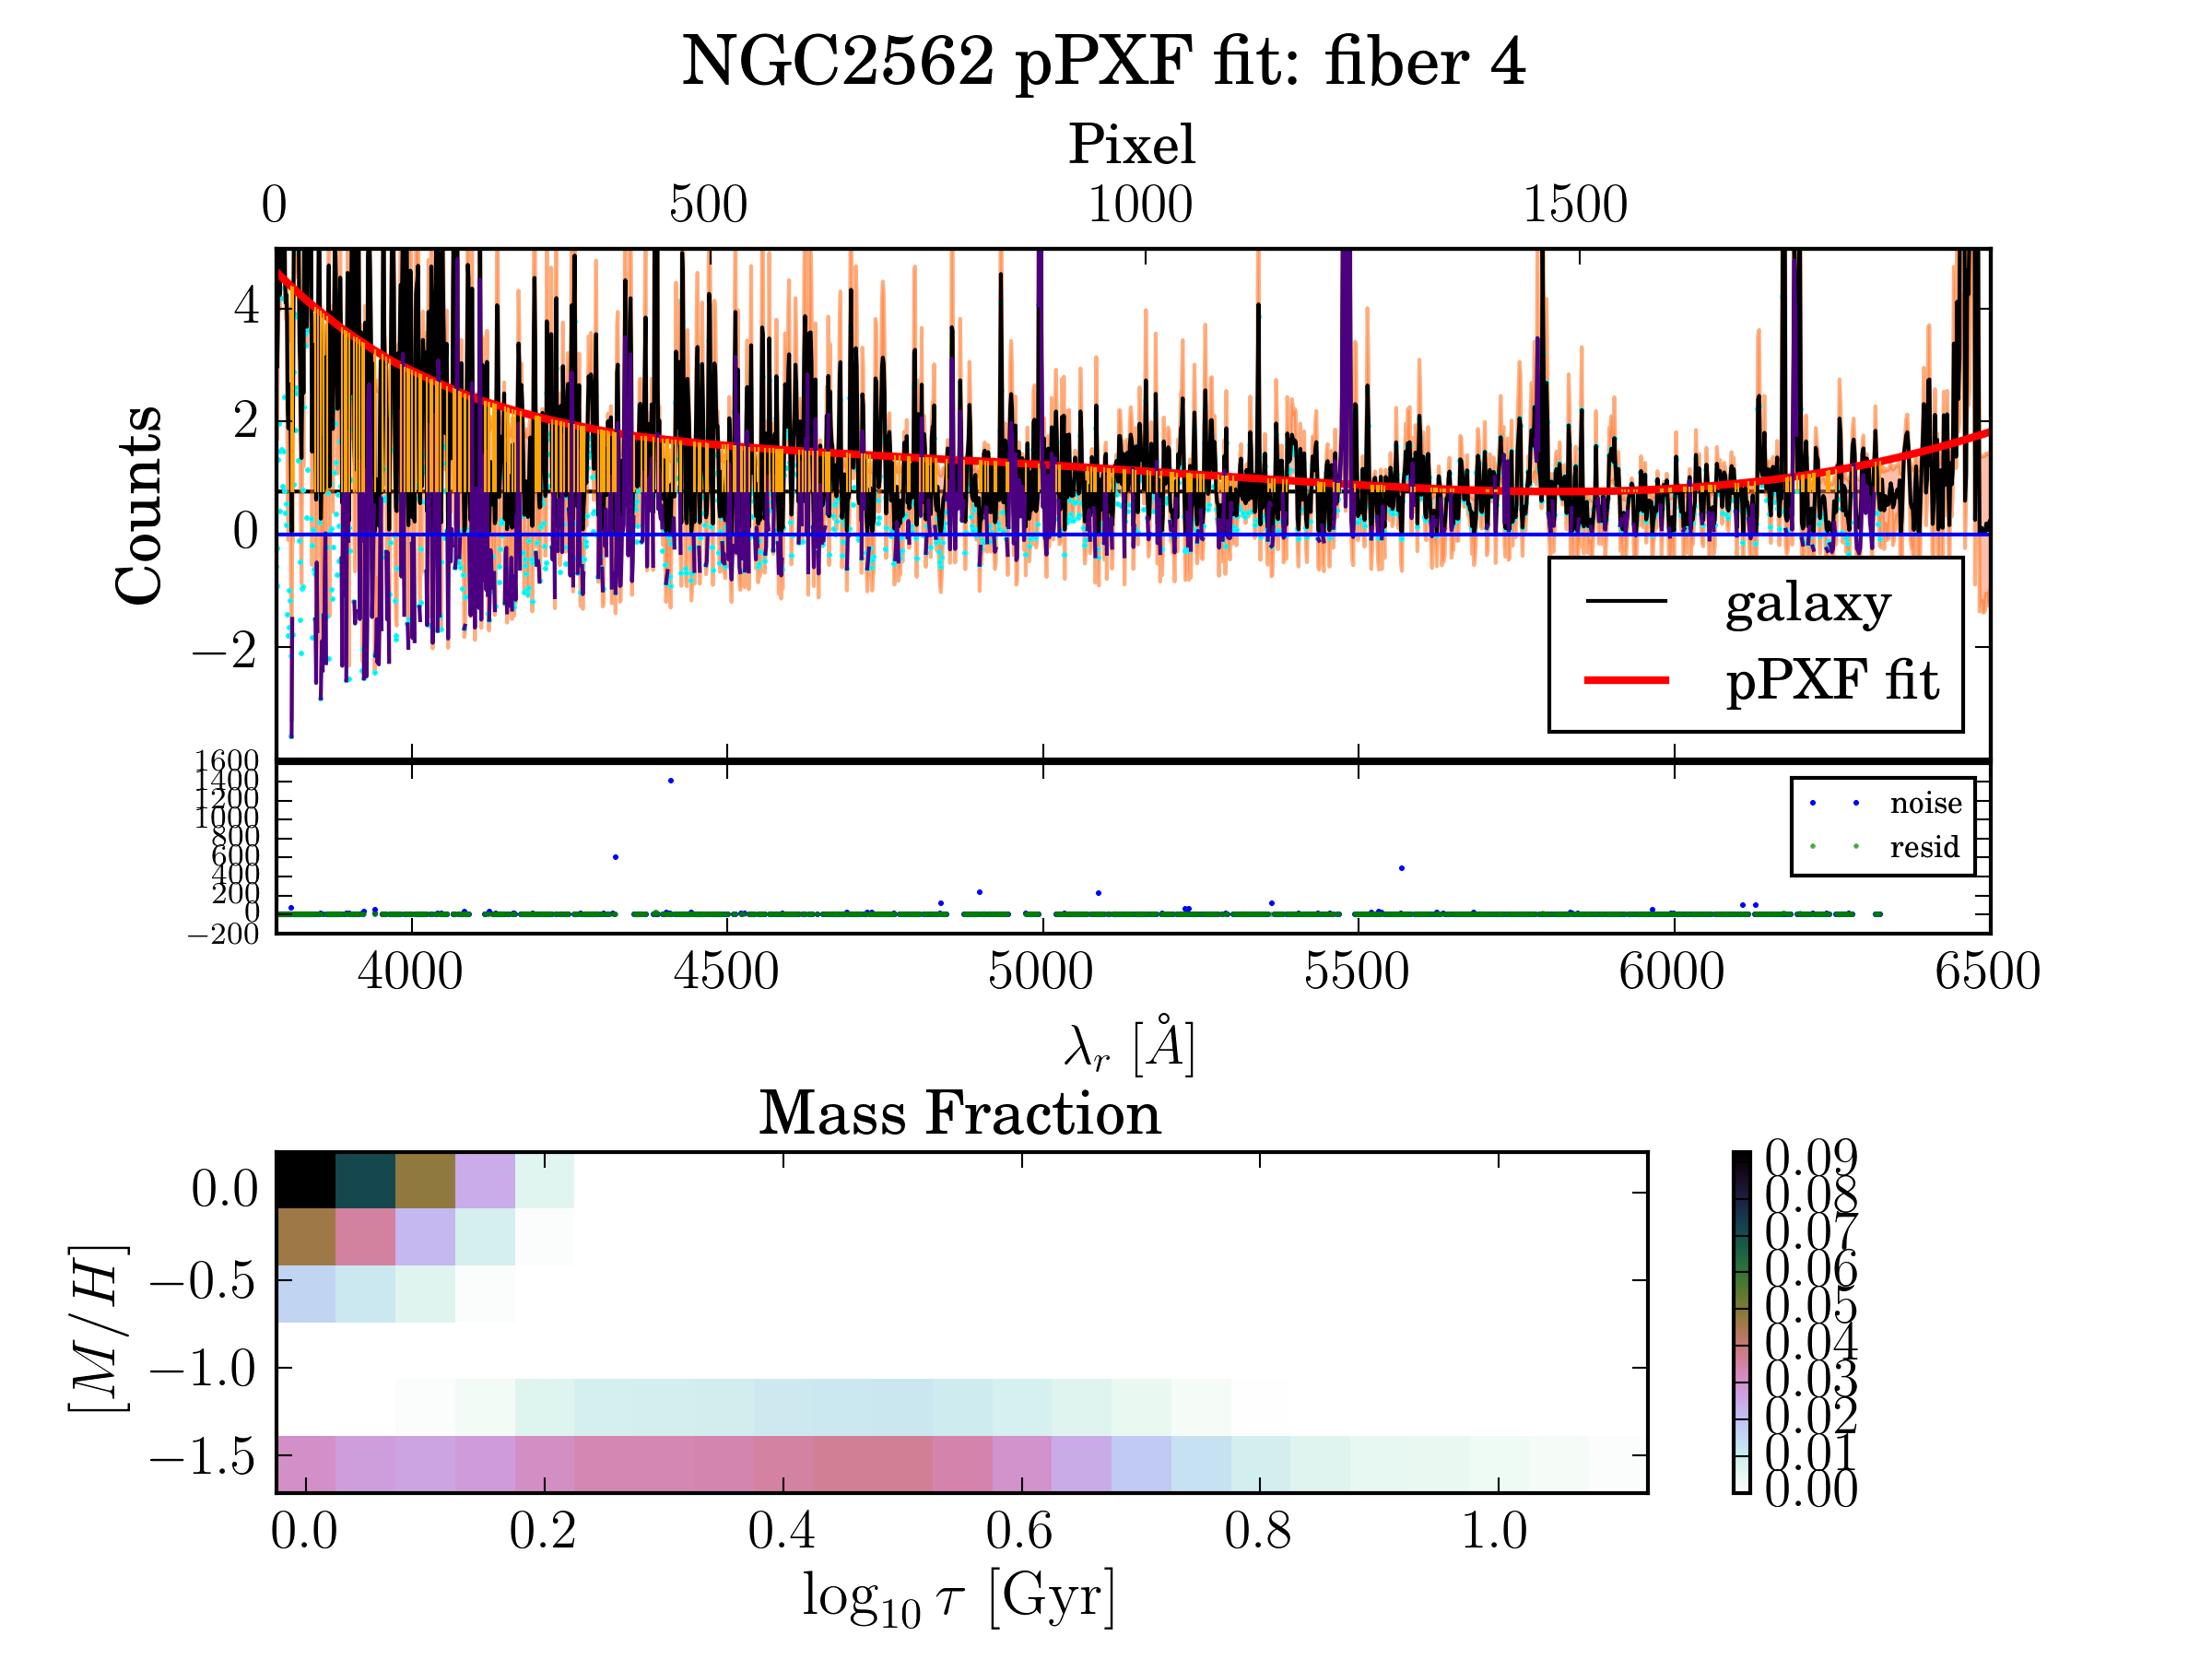 NGC2562 pPXF fit: fiber 4
Pixel
0 500 1000 1500
4
2
0
−2
Counts
galaxy
pPXF fit
1600
1400
1200
1000
800
600
400
200
0
−200
noise
resid
4000 4500 5000 5500 6000 6500
λr [Å]
Mass Fraction
0.0
−0.5
−1.0
−1.5
[M/H]
0.09
0.08
0.07
0.06
0.05
0.04
0.03
0.02
0.01
0.00
0.0 0.2 0.4 0.6 0.8 1.0
log10 τ [Gyr]